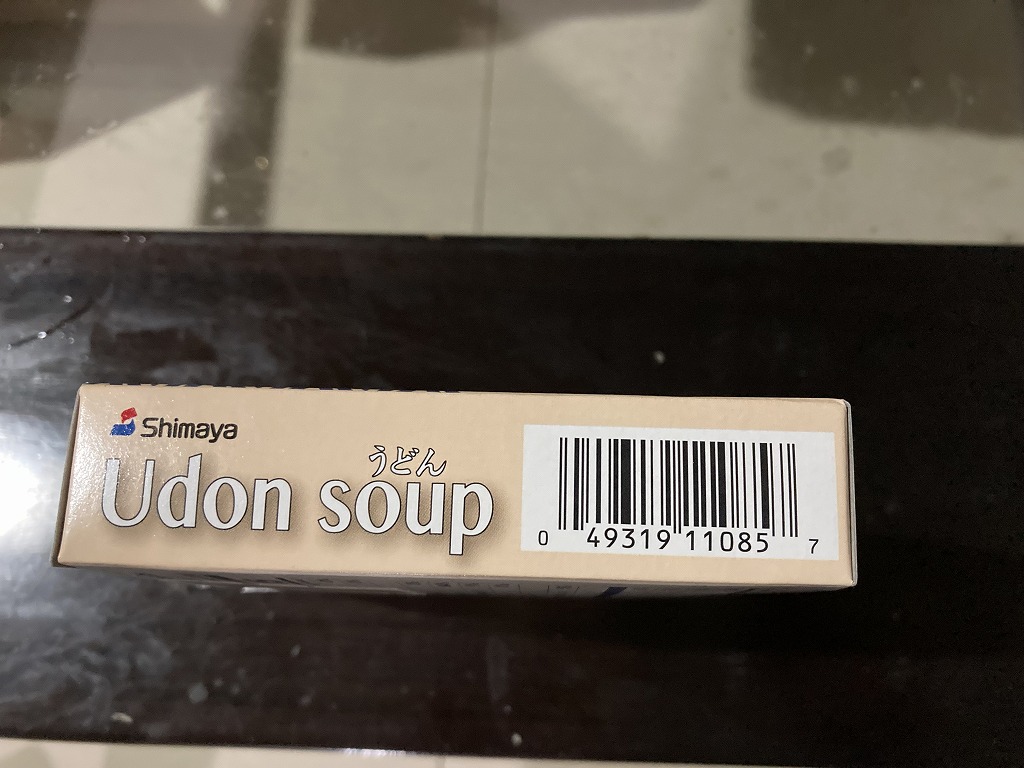 Shimaya
うどん
Udon soup
0 49319 11085 7